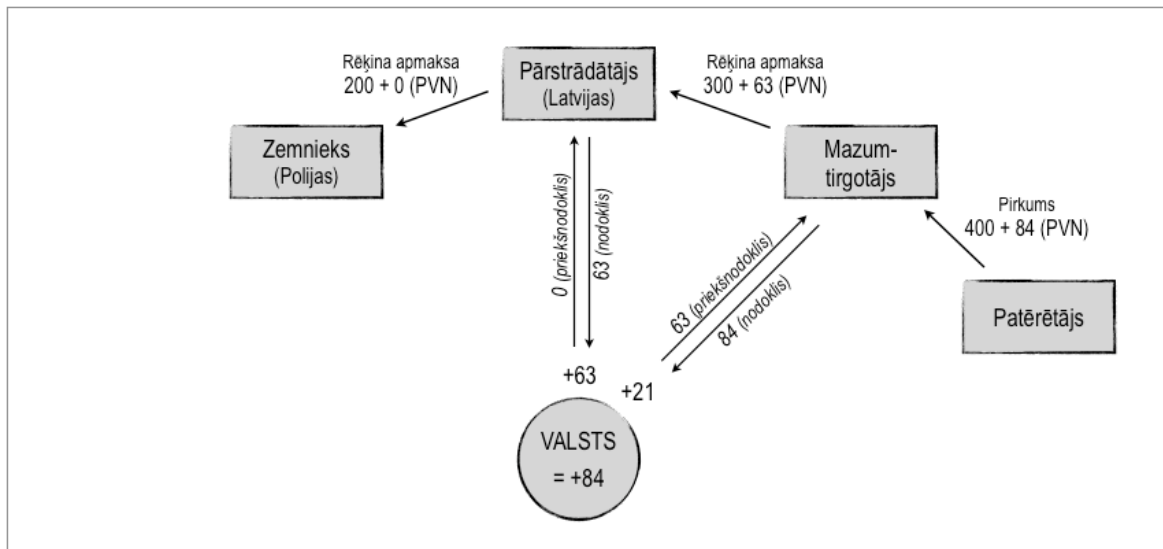 Rēķina apmaksa
200 + 0 (PVN)
Pārstrādātājs
(Latvijas)
Rēķina apmaksa
300 + 63 (PVN)
Zemnieks
(Polijas)
Mazum-
tirgotājs
Pirkums
400 + 84 (PVN)
Patērētājs
0 (priekšnodoklis)
63 (nodoklis)
63 (priekšnodoklis)
84 (nodoklis)
+63
+21
VALSTS
= +84